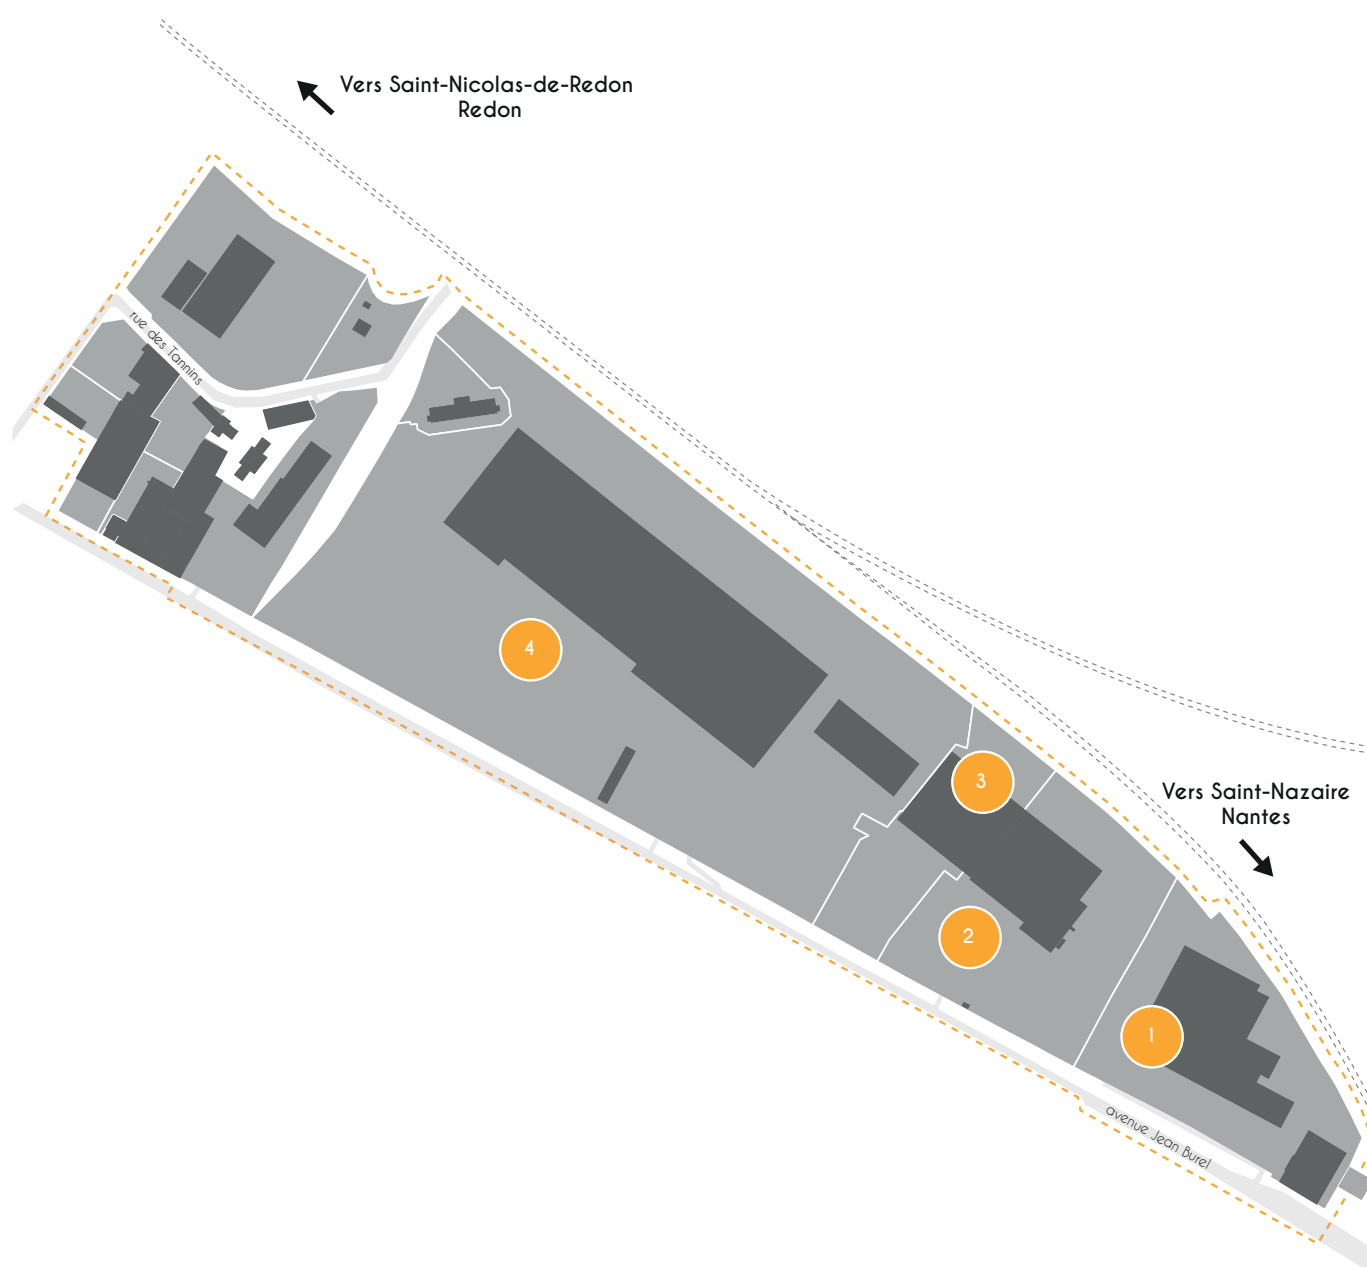 Vers Saint-Nicolas-de-Redon
Redon
rue des Tannins
4
3
Vers Saint-Nazaire
Nantes
2
1
avenue Jean Burel